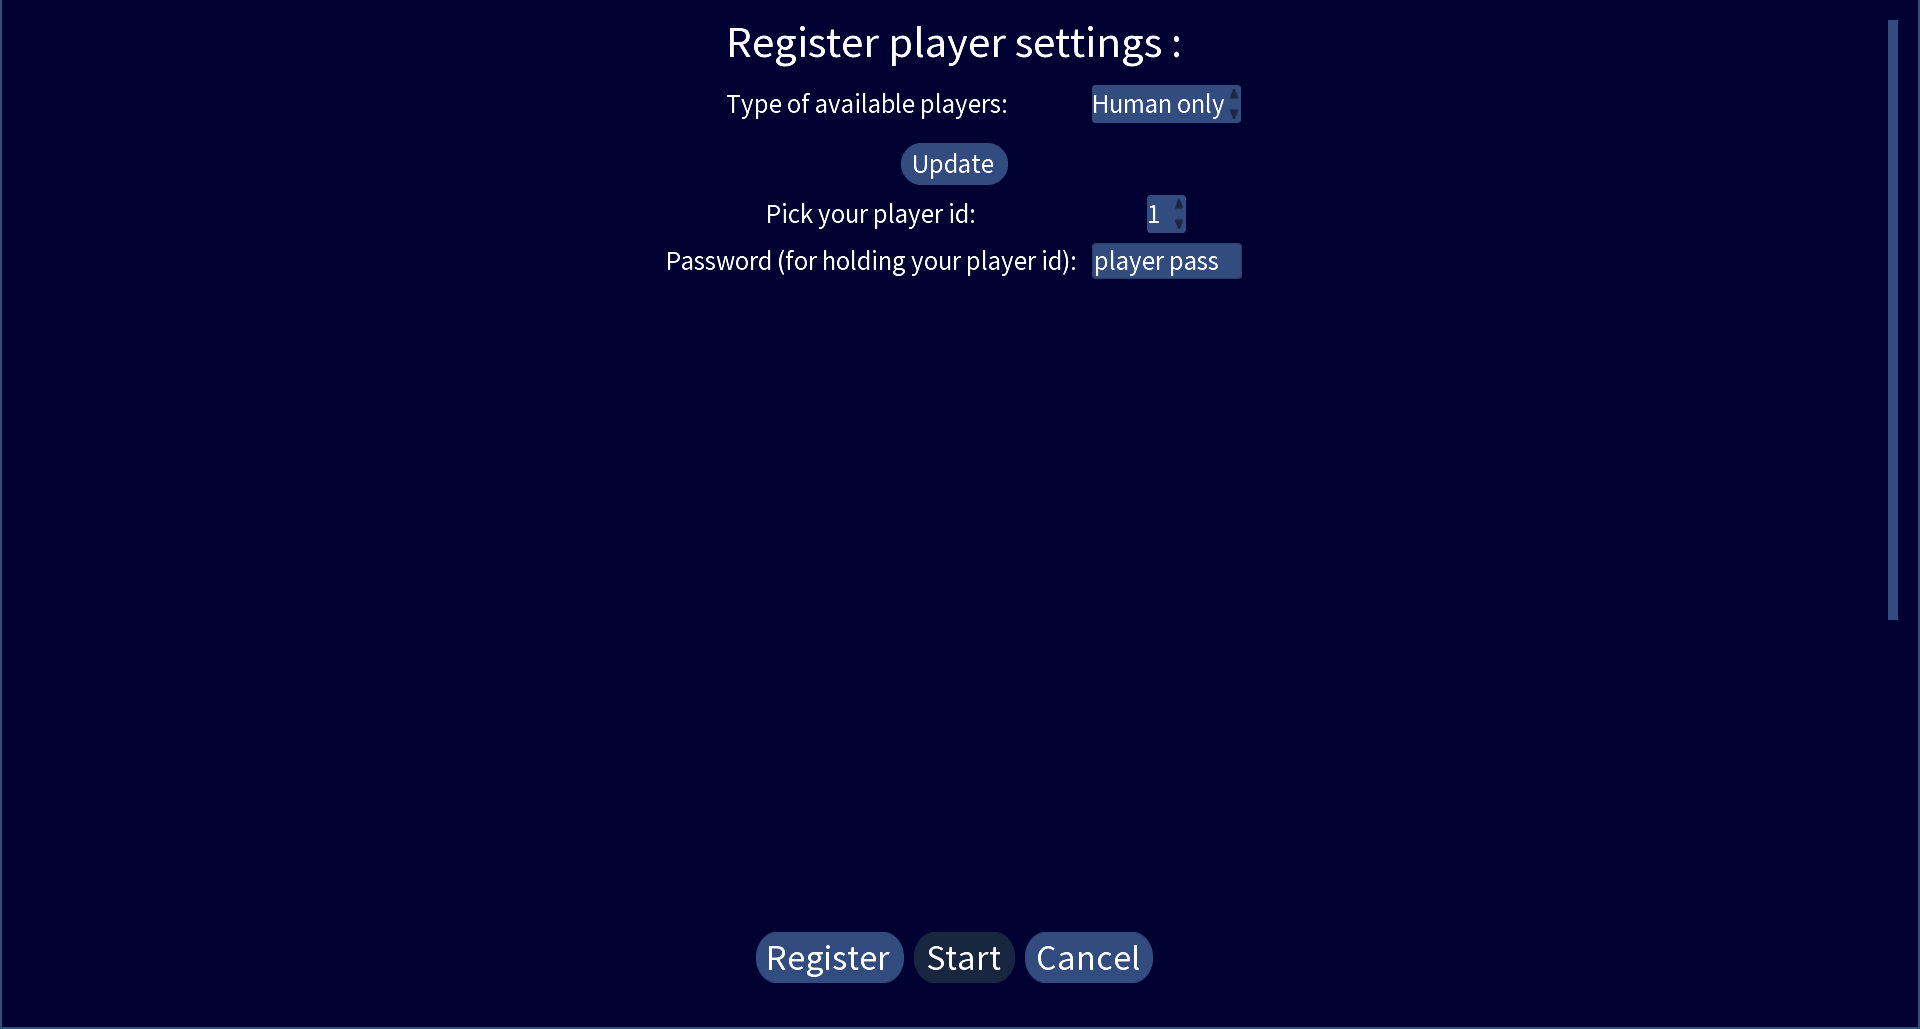 Register player settings :
Type of available players: Human only
Update
Pick your player id: 1
Password (for holding your player id): player pass
Register Start Cancel